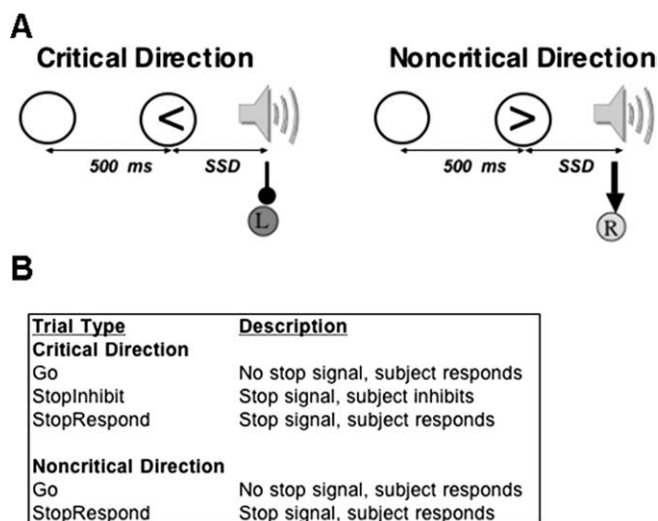 A
Critical Direction
Noncritical Direction
<
>
500 ms
SSD
500 ms
SSD
L
R
B
Trial Type Description
Critical Direction
Go No stop signal, subject responds
StopInhibit Stop signal, subject inhibits
StopRespond Stop signal, subject responds
Noncritical Direction
Go No stop signal, subject responds
StopRespond Stop signal, subject responds